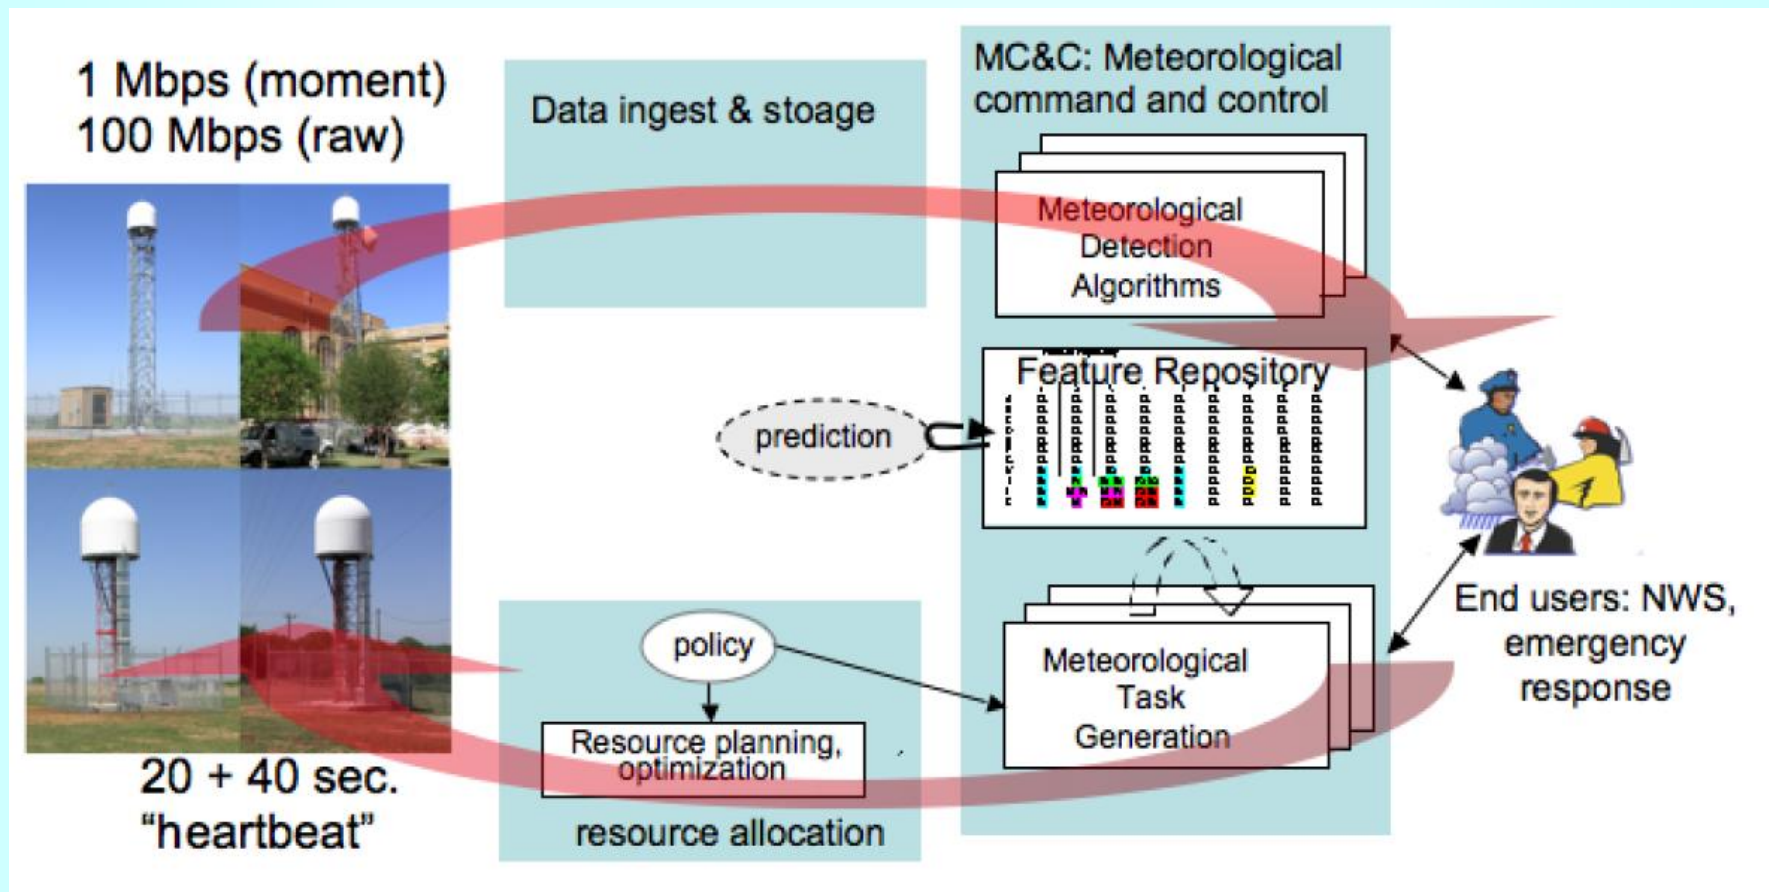 1 Mbps (moment)
100 Mbps (raw)
Data ingest & stoage
MC&C: Meteorological
command and control
Meteorological
Detection
Algorithms
Feature Repository
prediction
policy
Resource planning,
optimization
resource allocation
Meteorological
Task
Generation
End users: NWS,
emergency
response
20 + 40 sec.
“heartbeat”